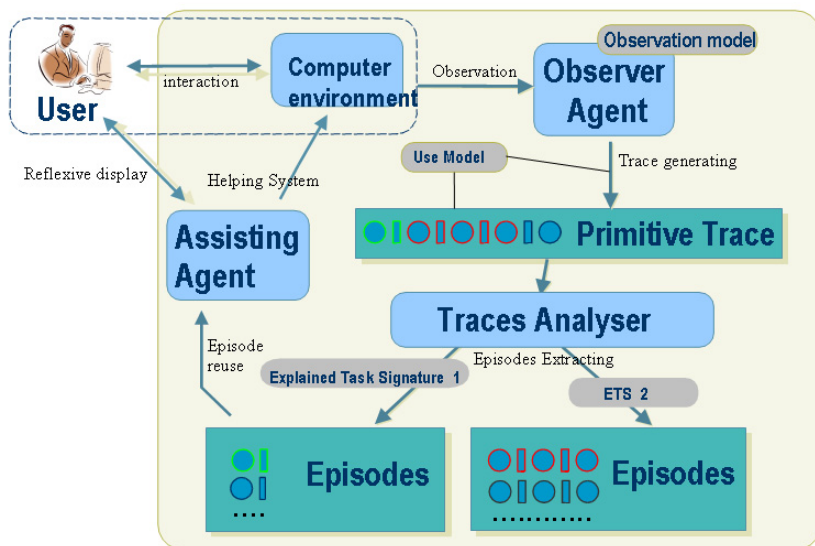 Observation model
User
interaction
Computer
environment
Observation
Observer
Agent
Reflexive display
Helping System
Use Model
Trace generating
Assisting
Agent
Primitive Trace
Traces Analyser
Episode
reuse
Episodes Extracting
Explained Task Signature 1
ETS 2
Episodes
....
Episodes
............